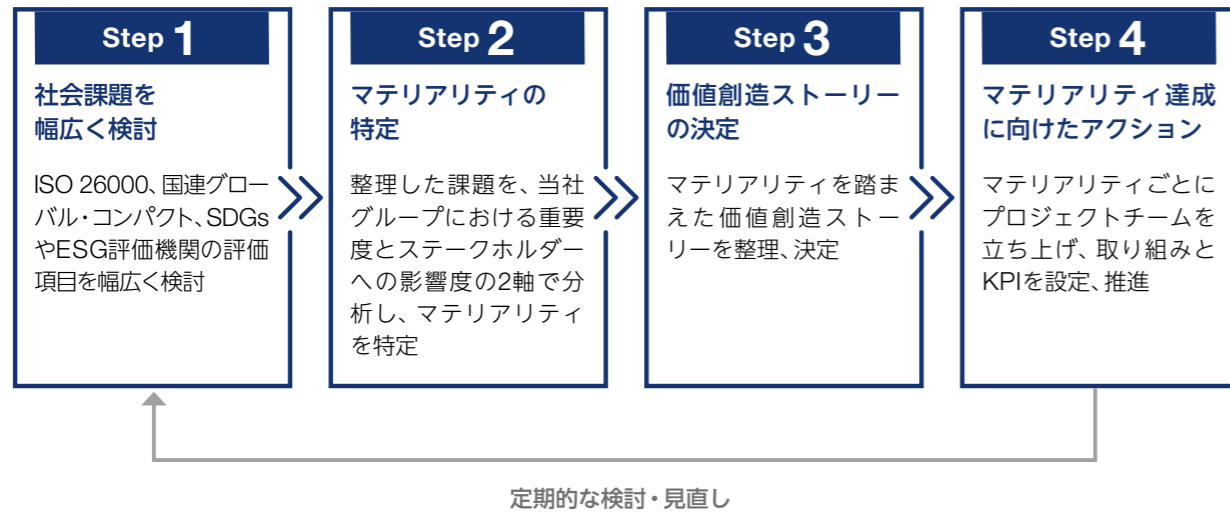 Step 1
社会課題を
幅広く検討
ISO 26000、国連グロー
バル・コンパクト、SDGs
やESG評価機関の評価
項目を幅広く検討
Step 2
マテリアリティの
特定
整理した課題を、当社
グループにおける重要
度とステークホルダー
への影響度の2軸で分
析し、マテリアリティ
を特定
Step 3
価値創造ストーリー
の決定
マテリアリティを踏ま
えた価値創造ストー
リーを整理、決定
Step 4
マテリアリティ達成
に向けたアクション
マテリアリティごとに
プロジェクトチームを
立ち上げ、取り組みと
KPIを設定、推進
定期的な検討・見直し